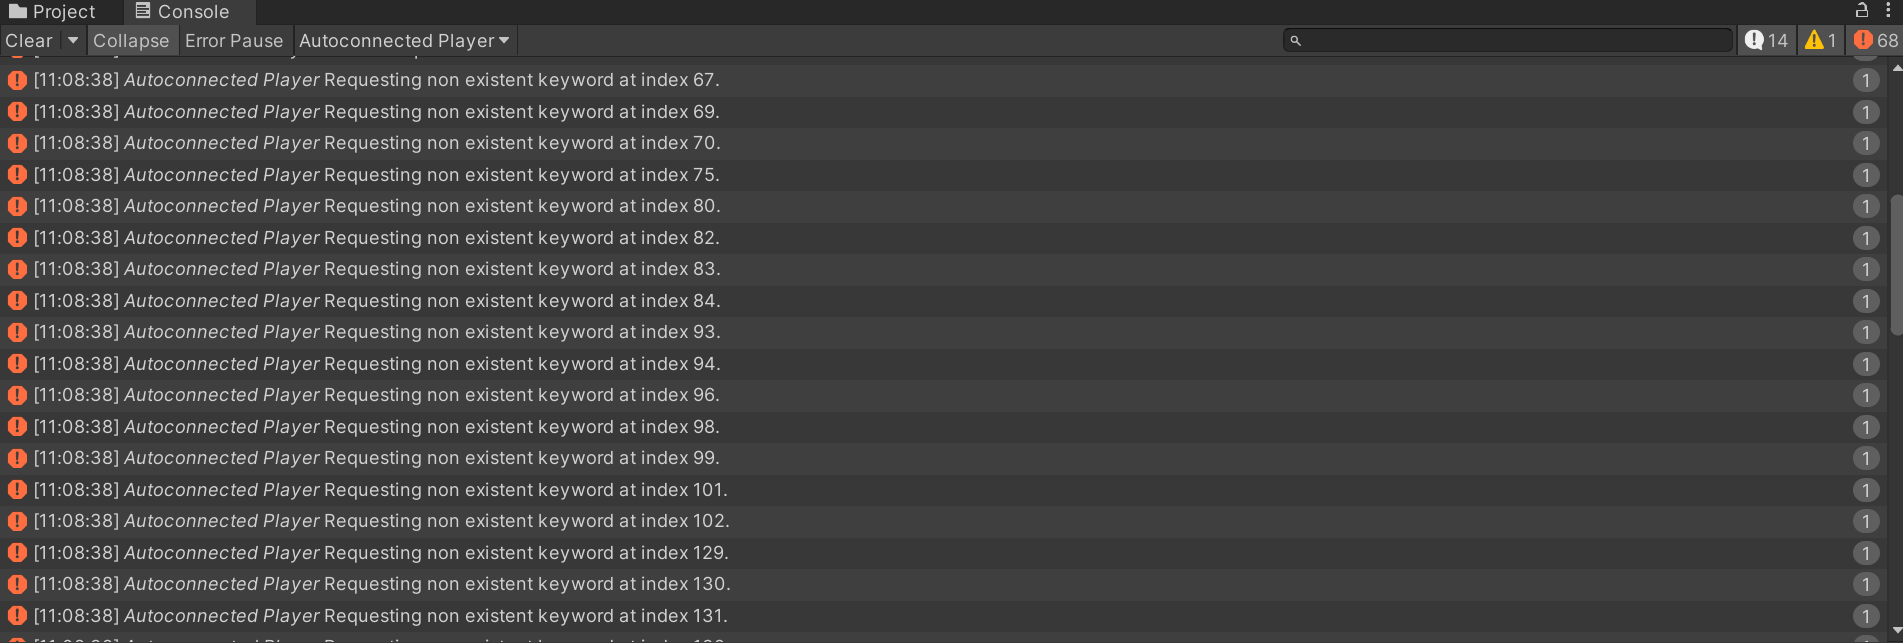 Project Console
Clear Collapse Error Pause Autoconnected Player 14 1 68
[11:08:38] Autoconnected Player Requesting non existent keyword at index 67. 1
[11:08:38] Autoconnected Player Requesting non existent keyword at index 69. 1
[11:08:38] Autoconnected Player Requesting non existent keyword at index 70. 1
[11:08:38] Autoconnected Player Requesting non existent keyword at index 75. 1
[11:08:38] Autoconnected Player Requesting non existent keyword at index 80. 1
[11:08:38] Autoconnected Player Requesting non existent keyword at index 82. 1
[11:08:38] Autoconnected Player Requesting non existent keyword at index 83. 1
[11:08:38] Autoconnected Player Requesting non existent keyword at index 84. 1
[11:08:38] Autoconnected Player Requesting non existent keyword at index 93. 1
[11:08:38] Autoconnected Player Requesting non existent keyword at index 94. 1
[11:08:38] Autoconnected Player Requesting non existent keyword at index 96. 1
[11:08:38] Autoconnected Player Requesting non existent keyword at index 98. 1
[11:08:38] Autoconnected Player Requesting non existent keyword at index 99. 1
[11:08:38] Autoconnected Player Requesting non existent keyword at index 101. 1
[11:08:38] Autoconnected Player Requesting non existent keyword at index 102. 1
[11:08:38] Autoconnected Player Requesting non existent keyword at index 129. 1
[11:08:38] Autoconnected Player Requesting non existent keyword at index 130. 1
[11:08:38] Autoconnected Player Requesting non existent keyword at index 131. 1